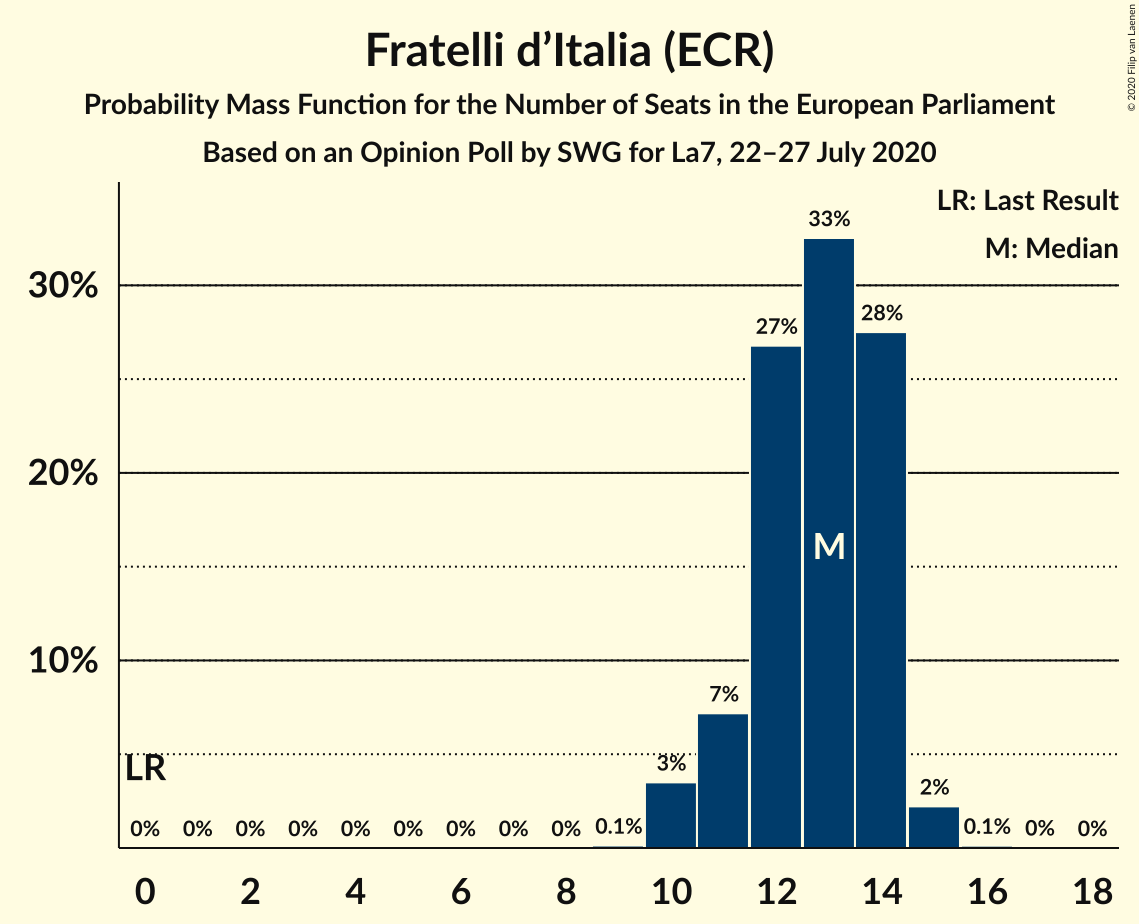 Fratelli d’Italia (ECR)
Probability Mass Function for the Number of Seats in the European Parliament
Based on an Opinion Poll by SWG for La7, 22–27 July 2020
© 2020 Filip van Laenen
LR: Last Result
M: Median
30%
20%
10%
33%
27%
28%
M
7%
LR
3%
2%
0% 0% 0% 0% 0% 0% 0% 0% 0% 0.1% 0.1% 0% 0%
0 2 4 6 8 10 12 14 16 18